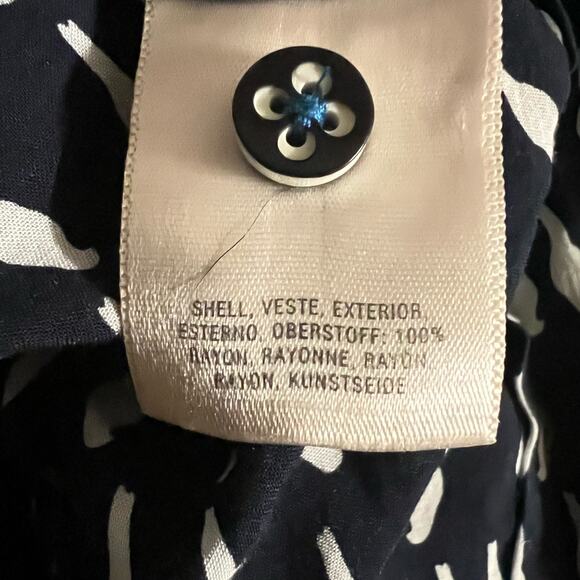 SHELL, VESTE, EXTERIOR,
ESTERNO, OBERSTOFF: 100%
RAYON, RAYONNE, RAYON,
RAYON, KUNSTSEIDE